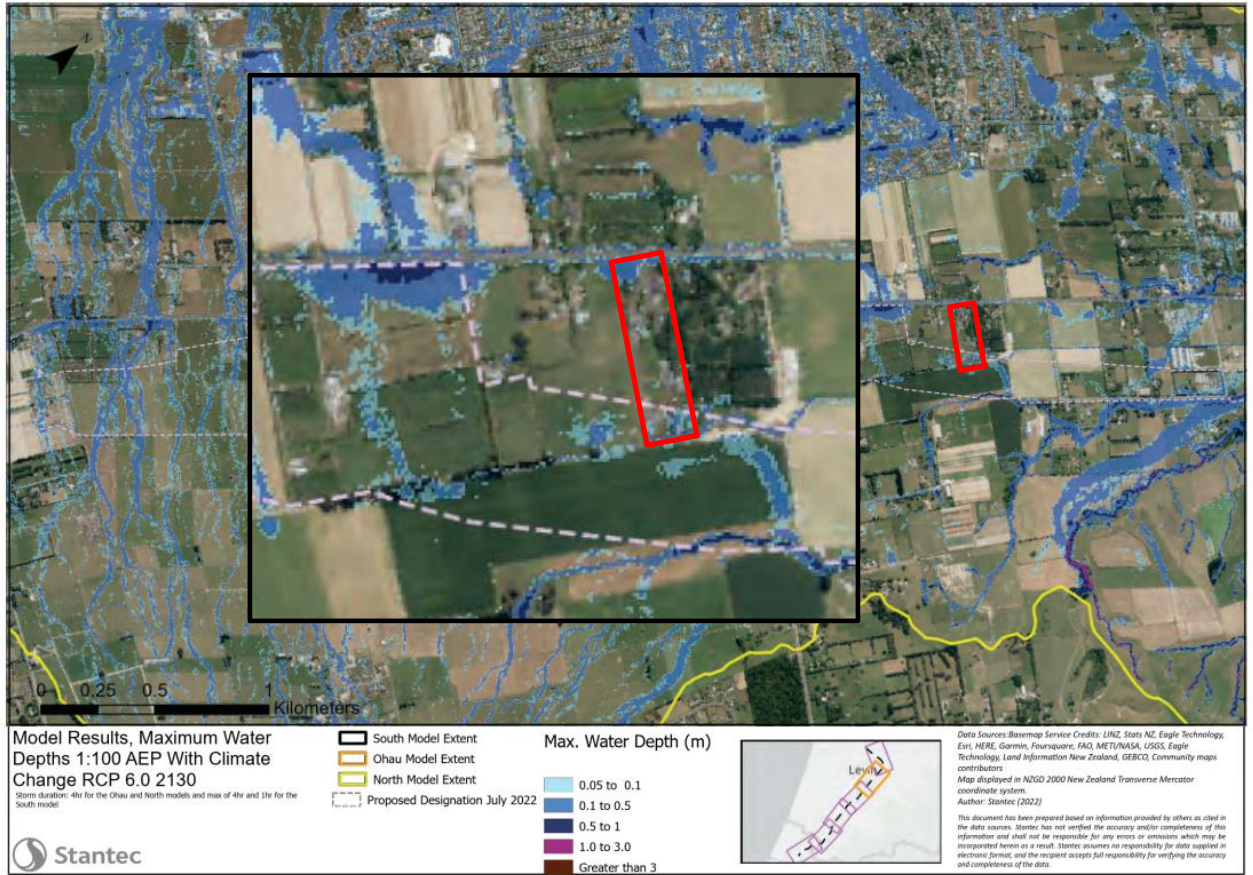 N
0 0.25 0.5 1
Kilometers
Model Results, Maximum Water
Depths 1:100 AEP With Climate
Change RCP 6.0 2130
Storm duration: 4hr for the Ohau and North models and max of 4hr and 1hr for the
South model
Stantec
South Model Extent
Ohau Model Extent
North Model Extent
Proposed Designation July 2022
Max. Water Depth (m)
0.05 to 0.1
0.1 to 0.5
0.5 to 1
1.0 to 3.0
Greater than 3
Levin
Data Sources:Basemap Service Credits: LINZ, Stats NZ, Eagle Technology,
Esri, HERE, Garmin, Foursquare, FAO, METI/NASA, USGS, Eagle
Technology, Land Information New Zealand, GEBCO, Community maps
contributors
Map displayed in NZGD 2000 New Zealand Transverse Mercator
coordinate system.
Author: Stantec (2022)
This document has been prepared based on information provided by others as cited in
the data sources. Stantec has not verified the accuracy and/or completeness of this
information and shall not be responsible for any errors or omissions which may be
incorporated herein as a result. Stantec assumes no responsibility for data supplied in
electronic format, and the recipient accepts full responsibility for verifying the accuracy
and completeness of the data.